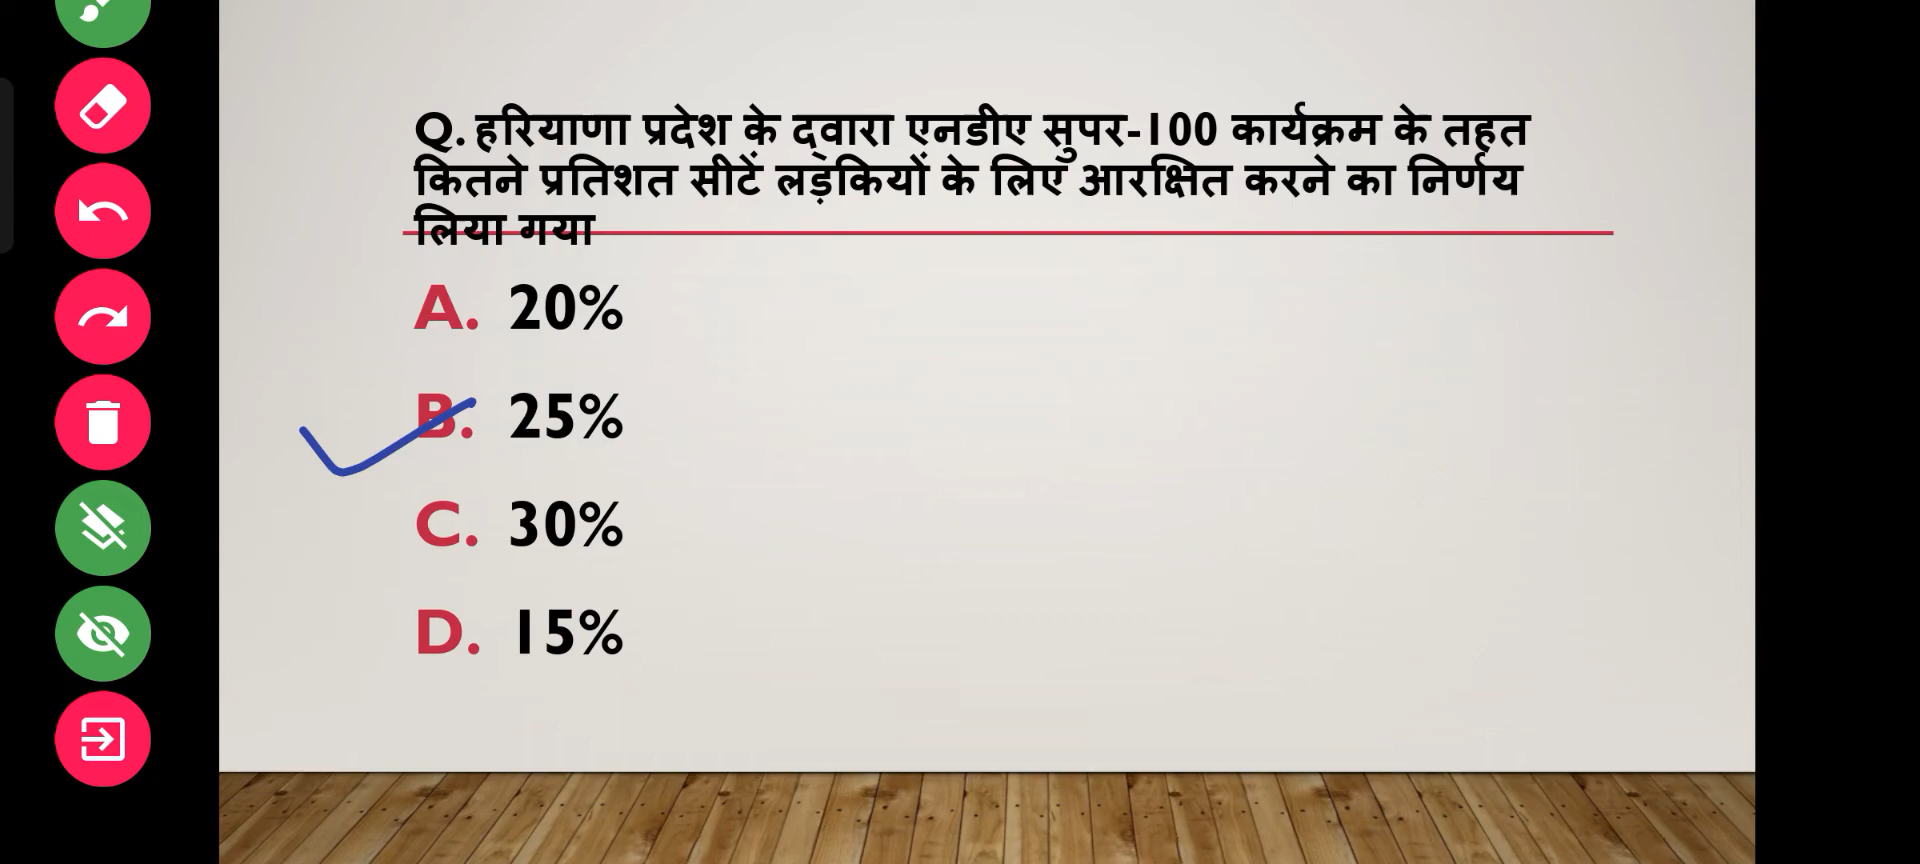 Q. हरियाणा प्रदेश के द्वारा एनडीए सुपर-100 कार्यक्रम के तहत
कितने प्रतिशत सीटें लड़कियों के लिए आरक्षित करने का निर्णय
लिया गया
A. 20%
B. 25%
C. 30%
D. 15%